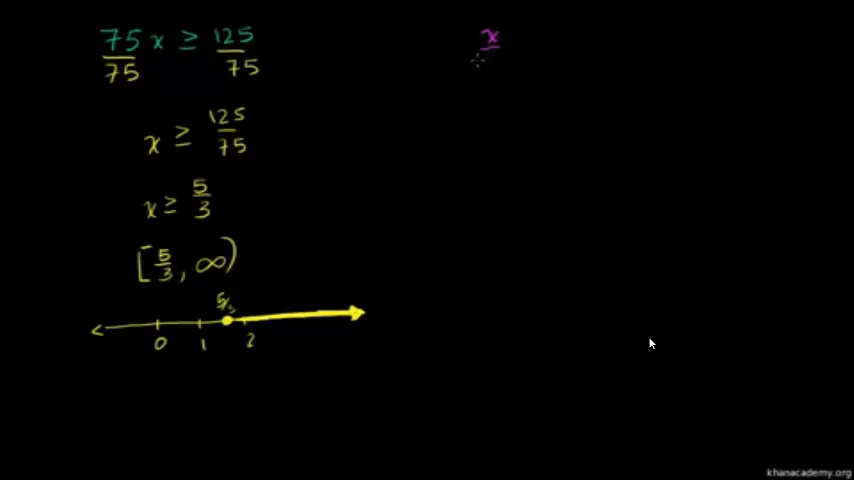 75x ≥ 125
75 75
x ≥ 125/75
x ≥ 5/3
[5/3, ∞)
5/3
0 1 2
x
khanacademy.org